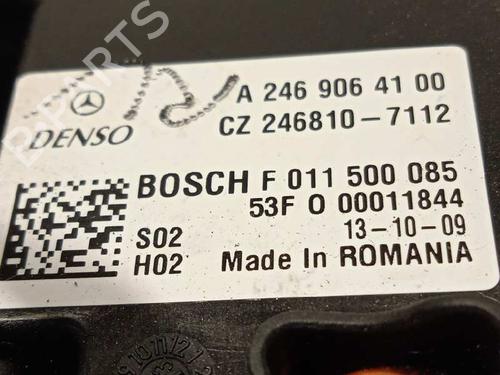 A 246 906 41 00
DENSO
CZ 246810-7112
BOSCH F 011 500 085
53F 0 00011844
S02
13-10-09
H02
Made In ROMANIA
B PARTS